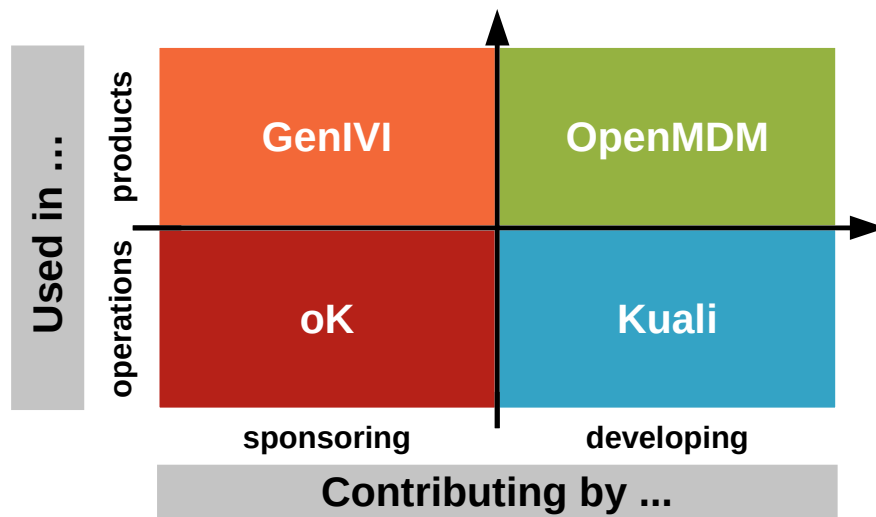 Used in ...
products
operations
GenIVI
OpenMDM
oK
Kuali
sponsoring
developing
Contributing by ...